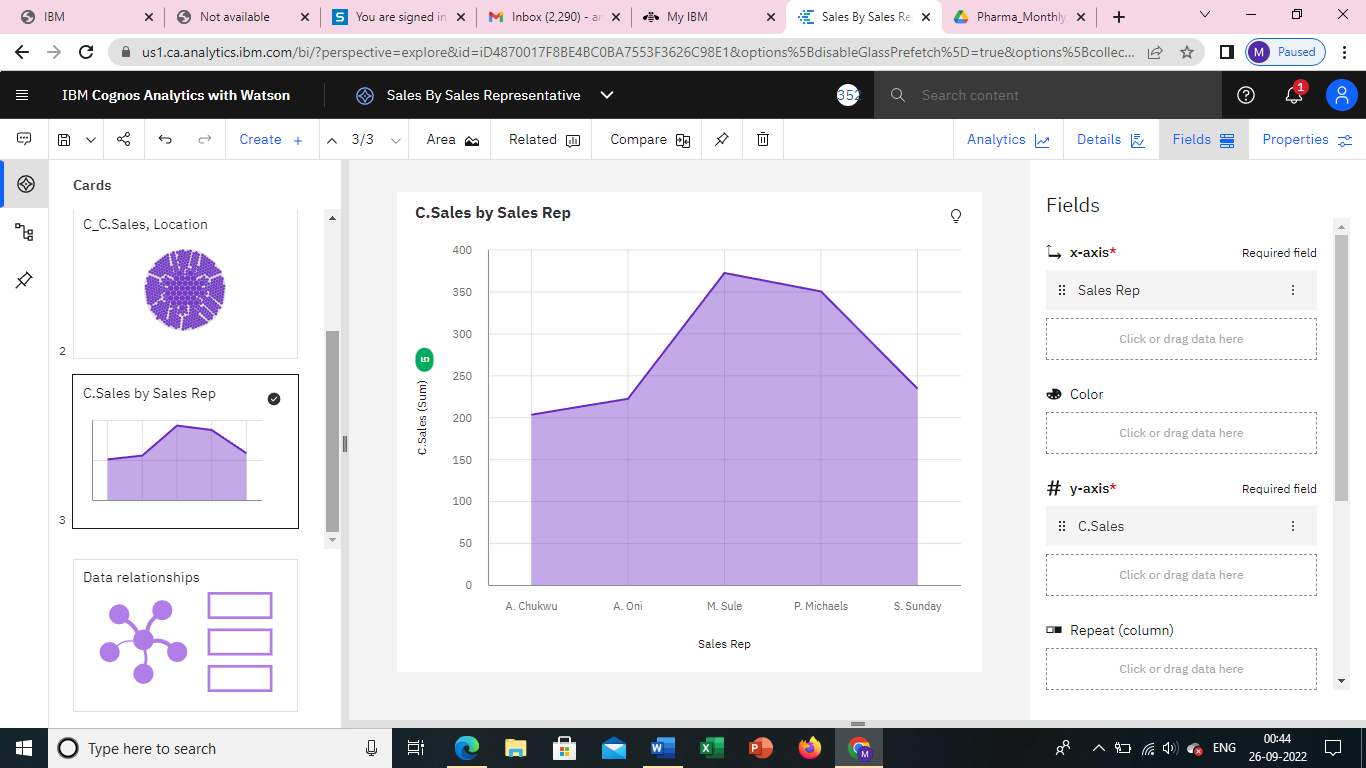 IBM
Not available
You are signed in
Inbox (2,290) - ar
My IBM
Sales By Sales Re
Pharma_Monthly
us1.ca.analytics.ibm.com/bi/?perspective=explore&id=iD4870017F8BE4BC0BA7553F3626C98E1&options%5BdisableGlassPrefetch%5D=true&options%5Bcollec...
M Paused
IBM Cognos Analytics with Watson
Sales By Sales Representative
352
Search content
1
Create
3/3
Area
Related
Compare
Analytics
Details
Fields
Properties
Cards
C_C.Sales, Location
2
C.Sales by Sales Rep
3
Data relationships
C.Sales by Sales Rep
400
350
300
250
200
150
100
50
0
C.Sales (Sum)
5
A. Chukwu
A. Oni
M. Sule
P. Michaels
S. Sunday
Sales Rep
Fields
x-axis*
Required field
Sales Rep
Click or drag data here
Color
Click or drag data here
y-axis*
Required field
C.Sales
Click or drag data here
Repeat (column)
Click or drag data here
Type here to search
ENG
00:44
26-09-2022